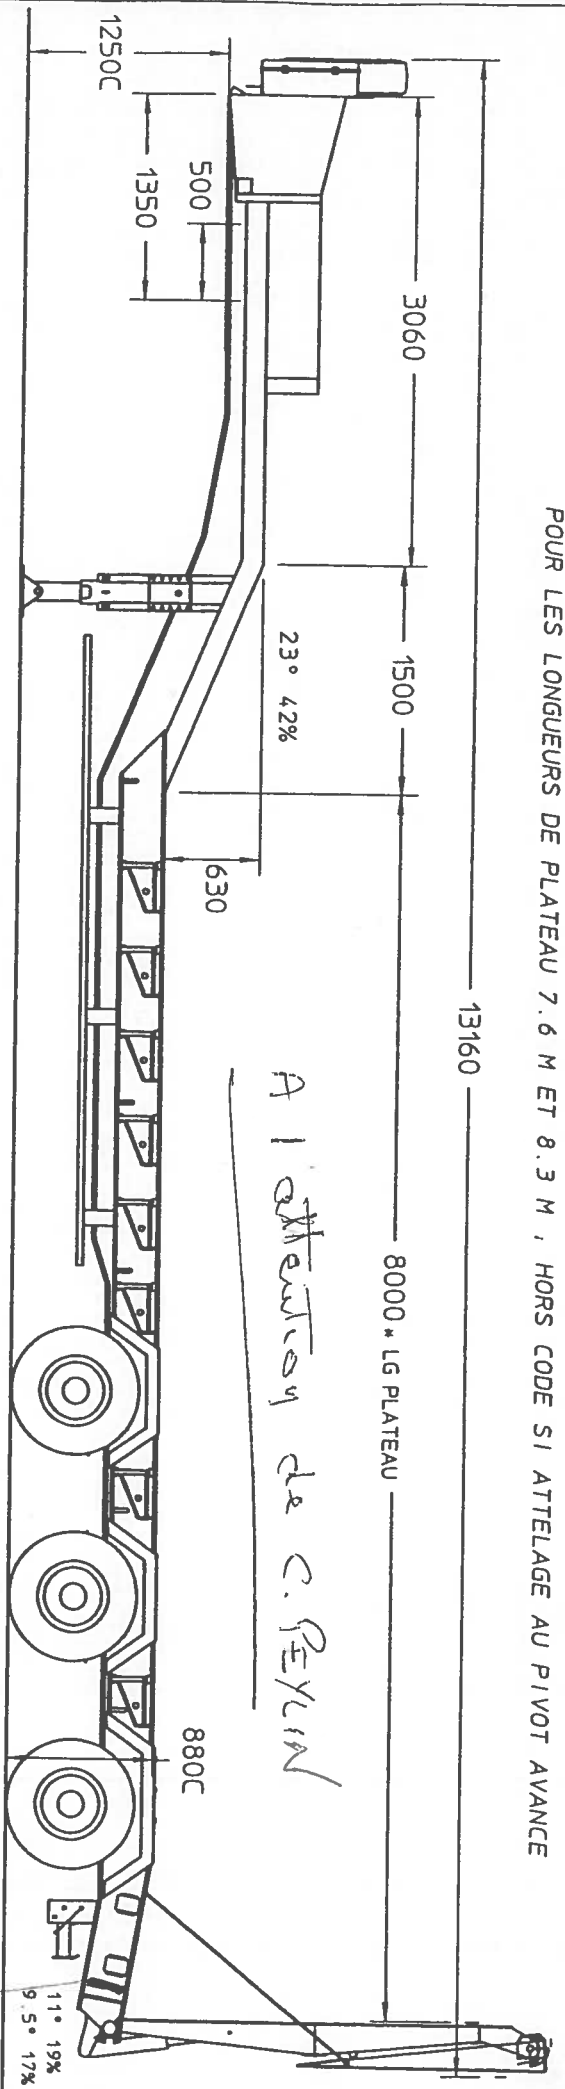 POUR LES LONGUEURS DE PLATEAU 7.6 M ET 8.3 M , HORS CODE SI ATTELAGE AU PIVOT AVANCE
13160
3060
1500
8000 * LG PLATEAU
23° 42%
630
1250C
1350
500
880C
11° 19%
9.5° 17%
A l attention de C. PEYLIN